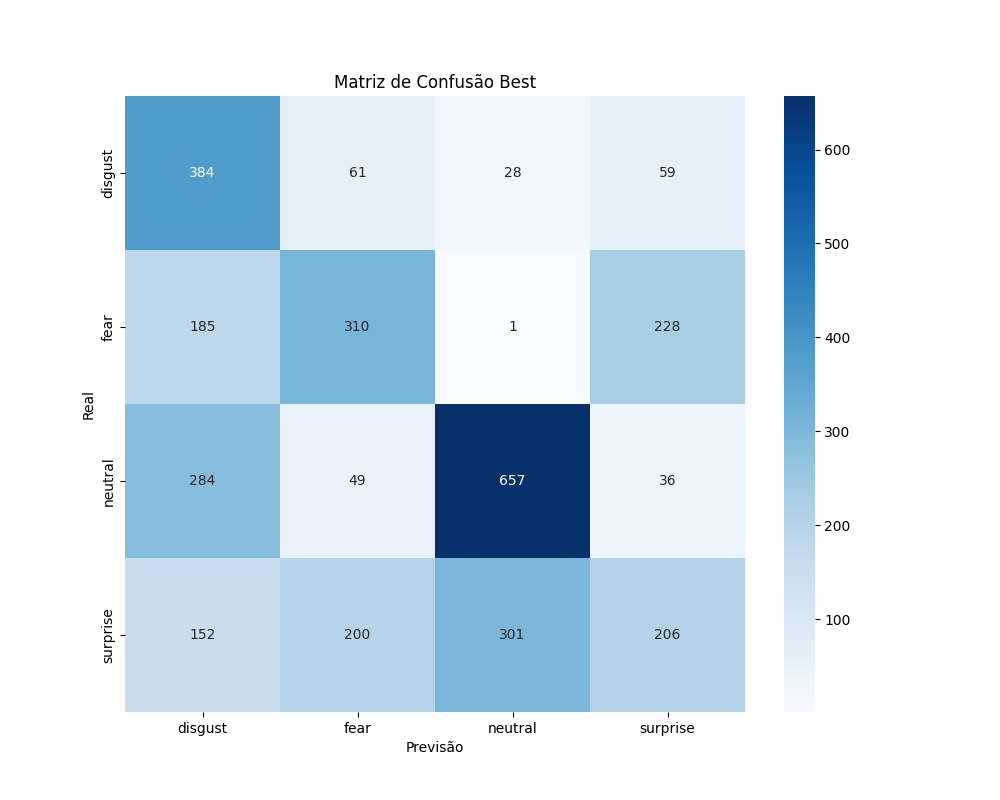 Matriz de Confusão Best
Real
disgust
384 61 28 59
fear
185 310 1 228
neutral
284 49 657 36
surprise
152 200 301 206
disgust fear neutral surprise
Previsão
600
500
400
300
200
100